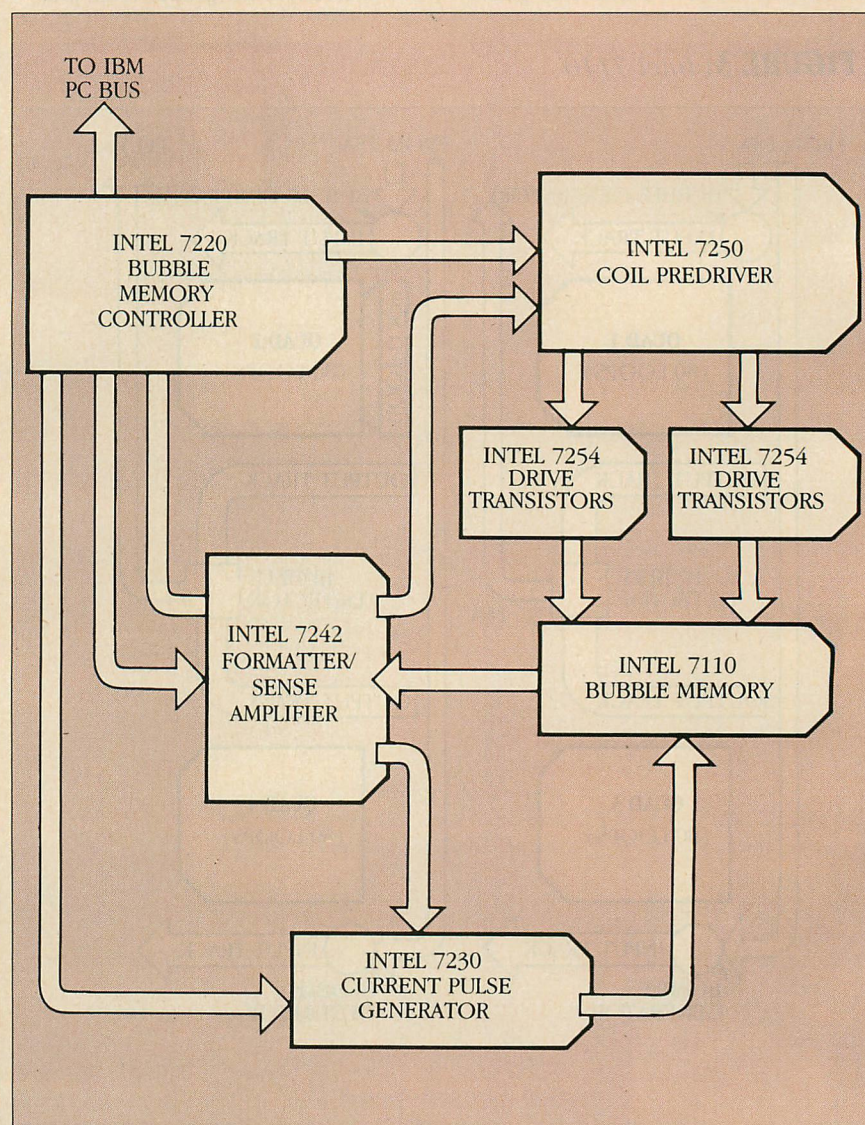 TO IBM
PC BUS
INTEL 7220
BUBBLE
MEMORY
CONTROLLER
INTEL 7250
COIL PREDRIVER
INTEL 7254
DRIVE
TRANSISTORS
INTEL 7254
DRIVE
TRANSISTORS
INTEL 7242
FORMATTER/
SENSE
AMPLIFIER
INTEL 7110
BUBBLE MEMORY
INTEL 7230
CURRENT PULSE
GENERATOR